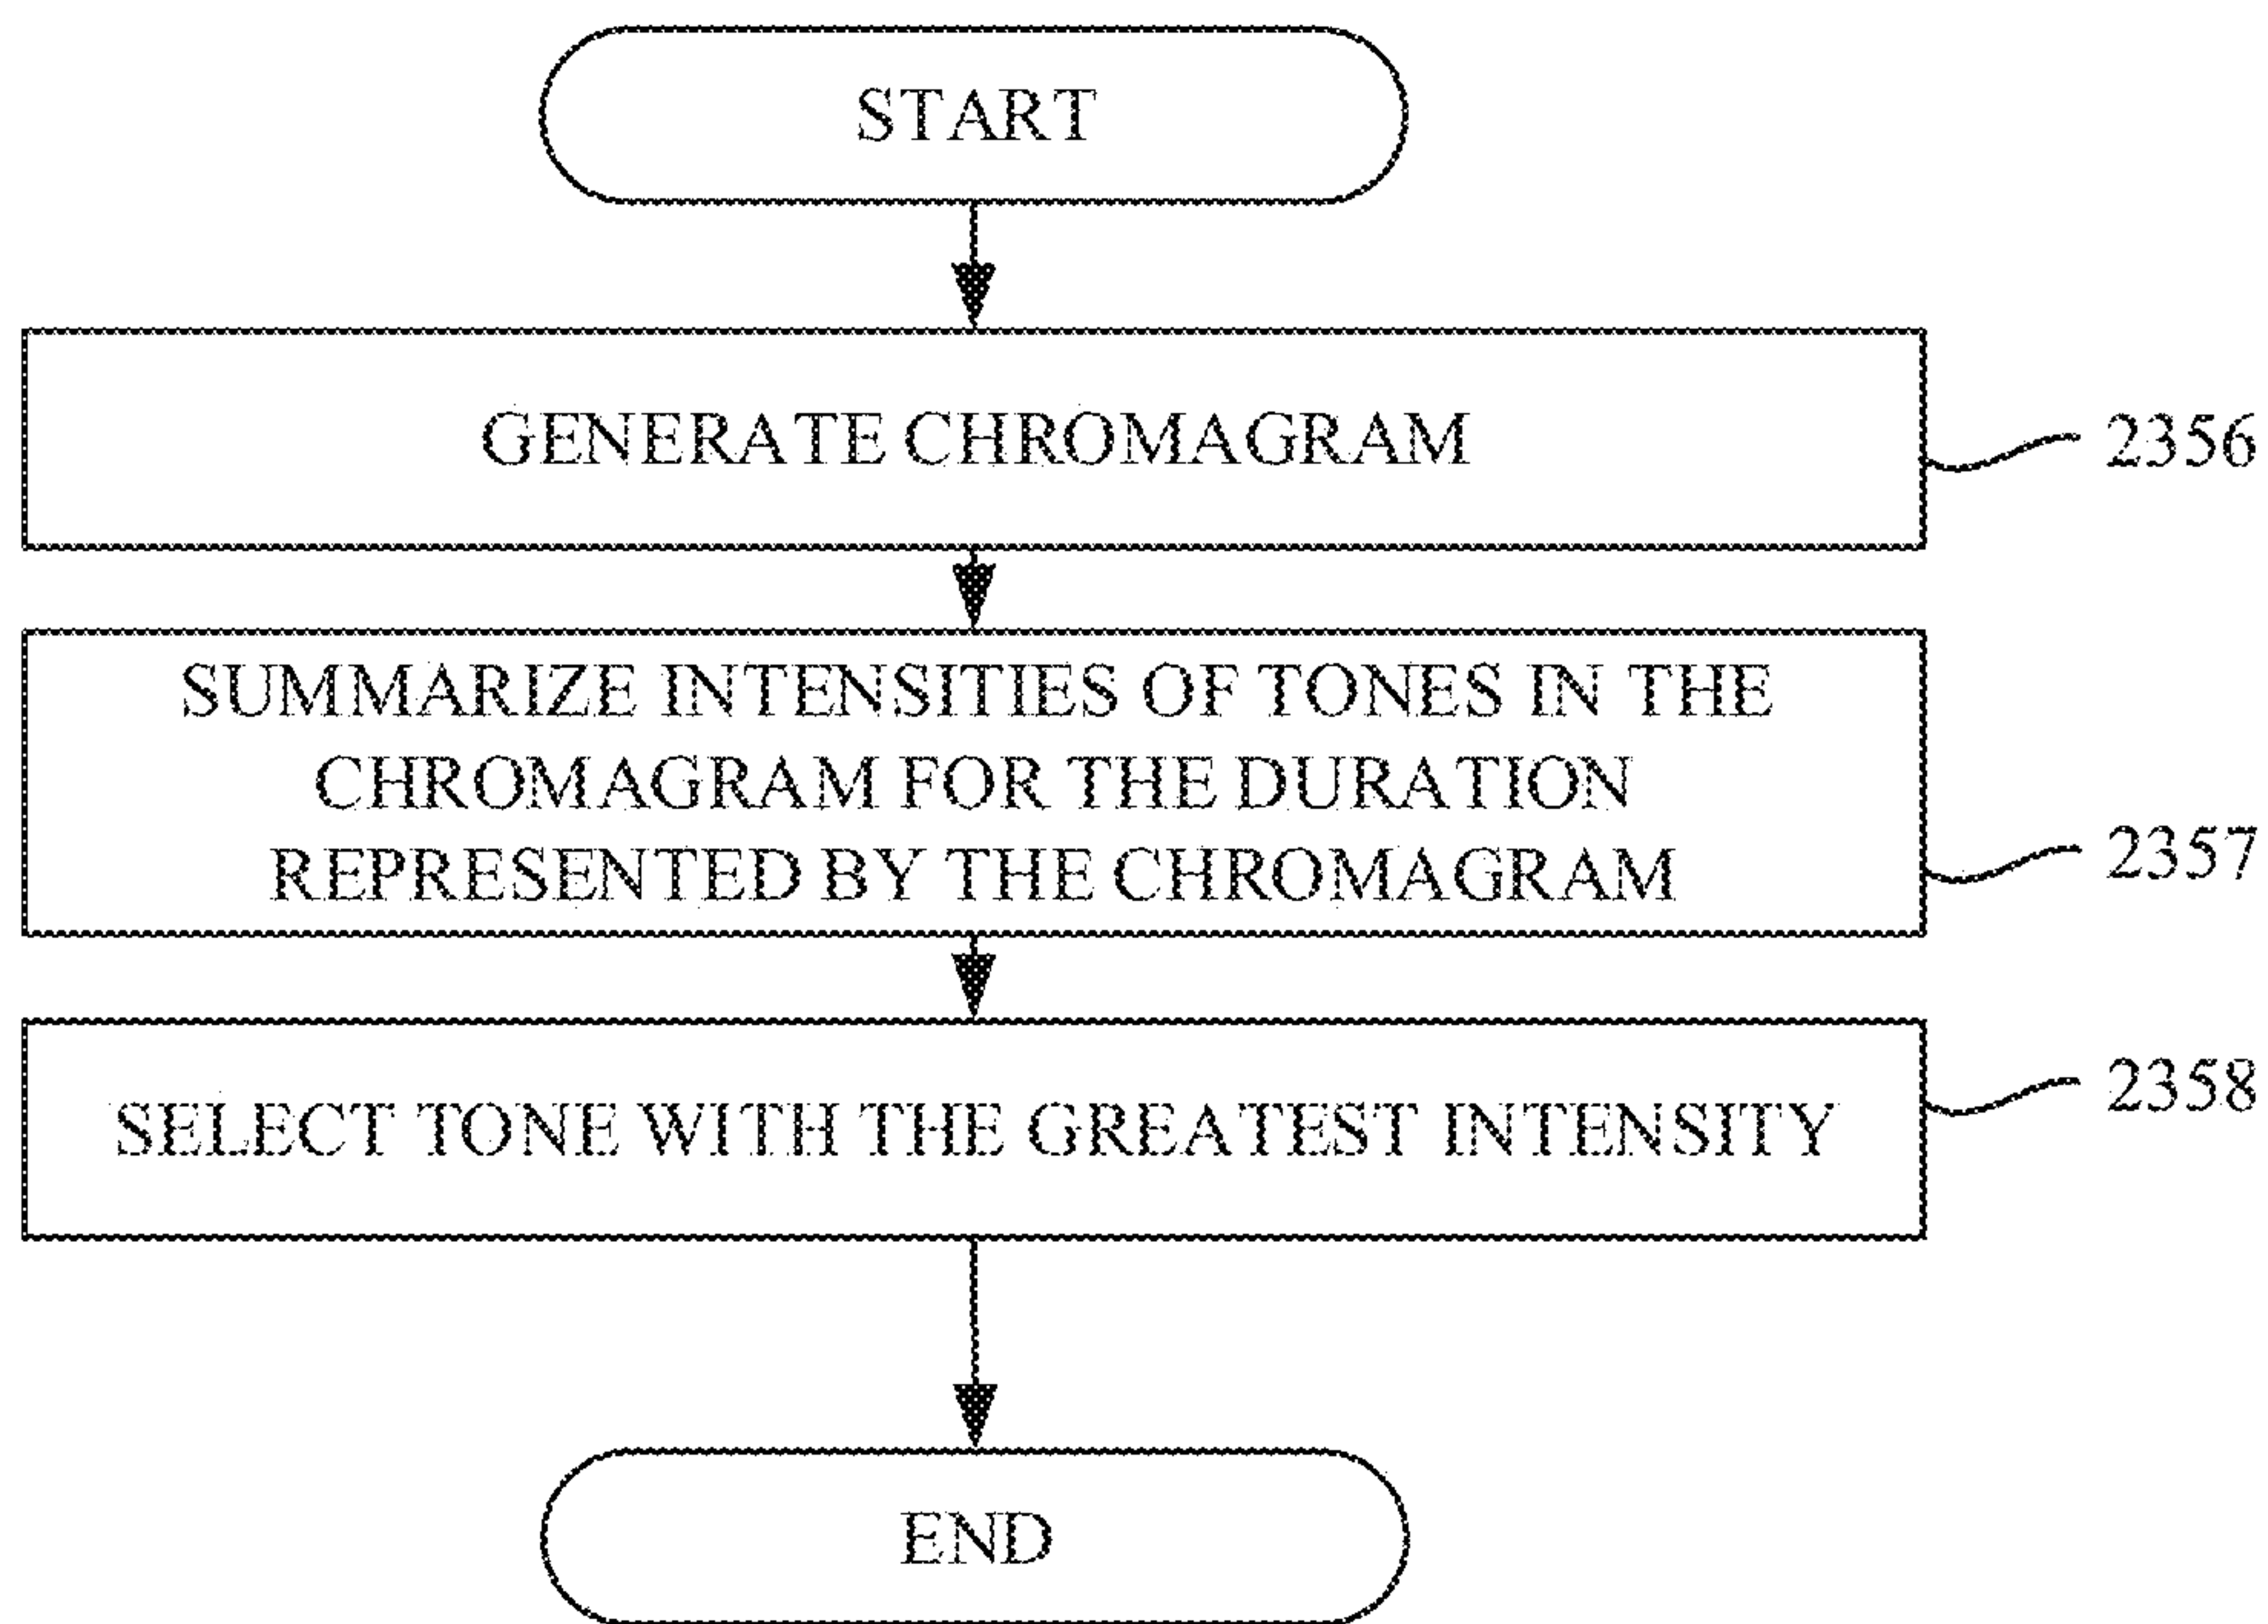 START
GENERATE CHROMAGRAM
2356
SUMMARIZE INTENSITIES OF TONES IN THE
CHROMAGRAM FOR THE DURATION
REPRESENTED BY THE CHROMAGRAM
2357
SELECT TONE WITH THE GREATEST INTENSITY
2358
END